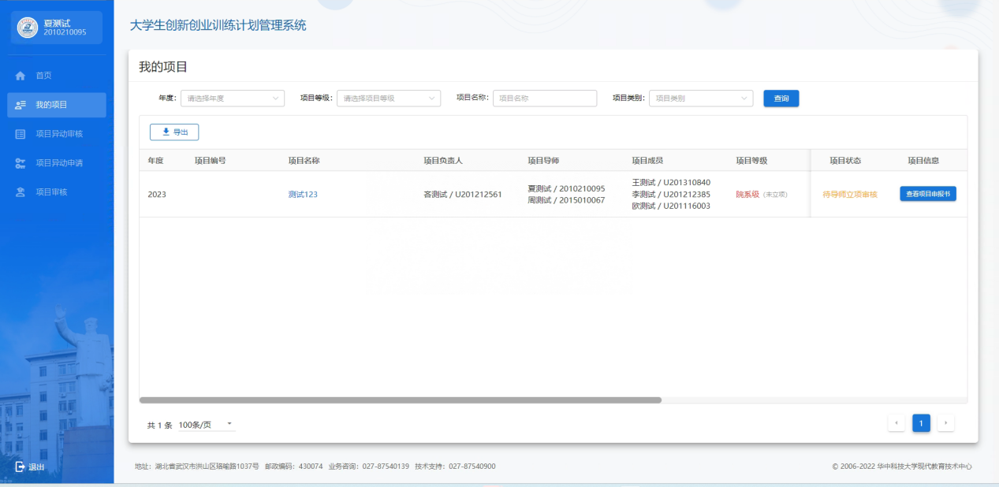 夏测试
2010210095
大学生创新创业训练计划管理系统
首页
我的项目
项目异动审核
项目异动申请
项目审核
退出
我的项目
年度: 请选择年度 项目等级: 请选择项目等级 项目名称: 项目名称 项目类别: 项目类别 查询
导出
年度 项目编号 项目名称 项目负责人 项目导师 项目成员 项目等级 项目状态 项目信息
2023 测试123 答测试 / U201212561 夏测试 / 2010210095 王测试 / U201310840 院系级 (未立项) 待导师立项审核 查看项目申报书
周测试 / 2015010067 李测试 / U201212385
欧测试 / U201116003
共 1 条 100条/页 1
地址: 湖北省武汉市洪山区珞喻路1037号 邮政编码: 430074 业务咨询: 027-87540139 技术支持: 027-87540900
© 2006-2022 华中科技大学现代教育技术中心